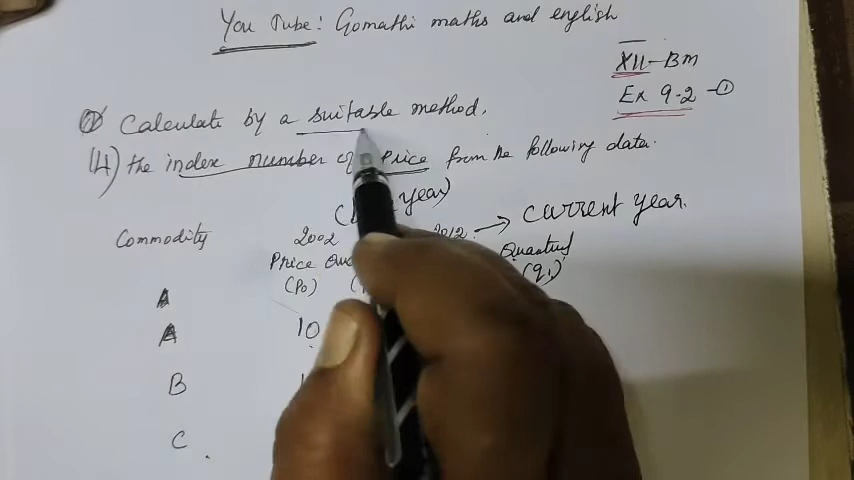 You Tube: Gomathi maths and english
XII-BM
Ex 9.2 -①
Calculate by a suitable method.
(4) the index number of Price from the following data.
year)
2002 2012 → Current year.
Commodity Price Quantity
(P0) (q1)
A
A 10
B
C.